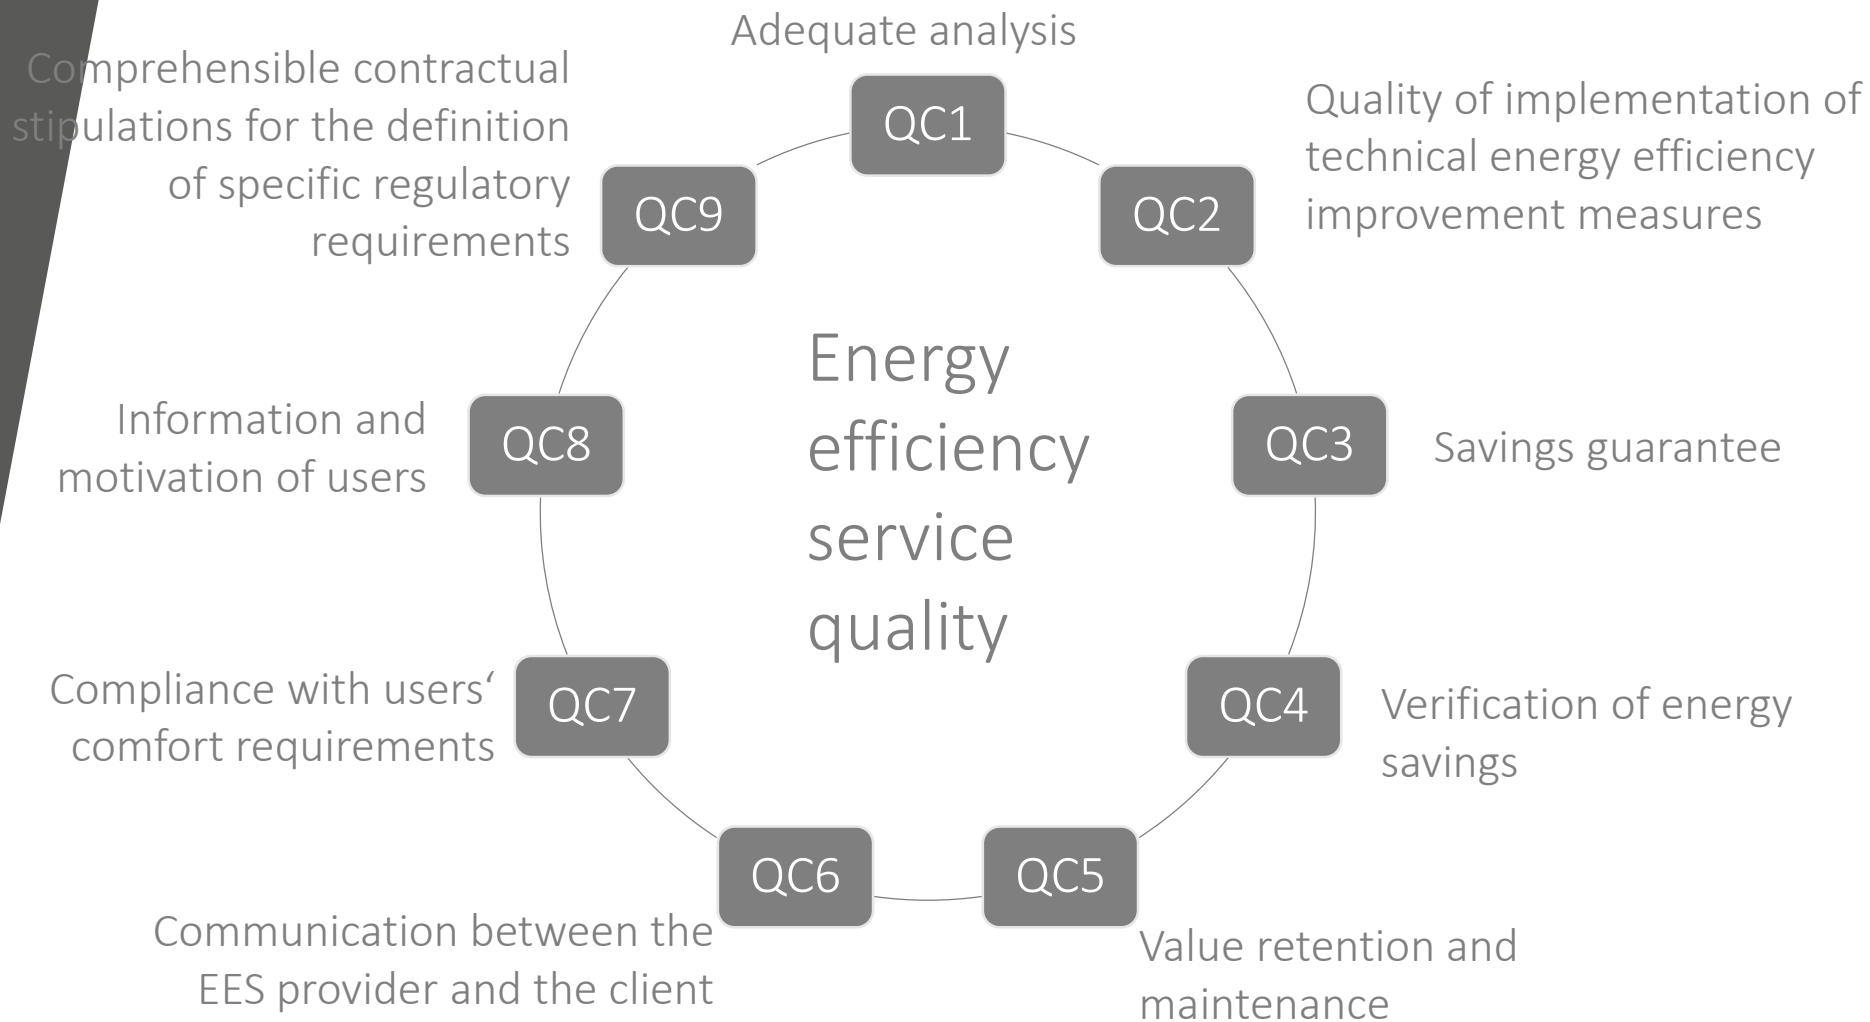 Adequate analysis
QC1
Quality of implementation of
technical energy efficiency
improvement measures
QC2
Savings guarantee
QC3
Verification of energy
savings
QC4
Value retention and
maintenance
QC5
Communication between the
EES provider and the client
QC6
Compliance with users‘
comfort requirements
QC7
Information and
motivation of users
QC8
Comprehensible contractual
stipulations for the definition
of specific regulatory
requirements
QC9
Energy
efficiency
service
quality